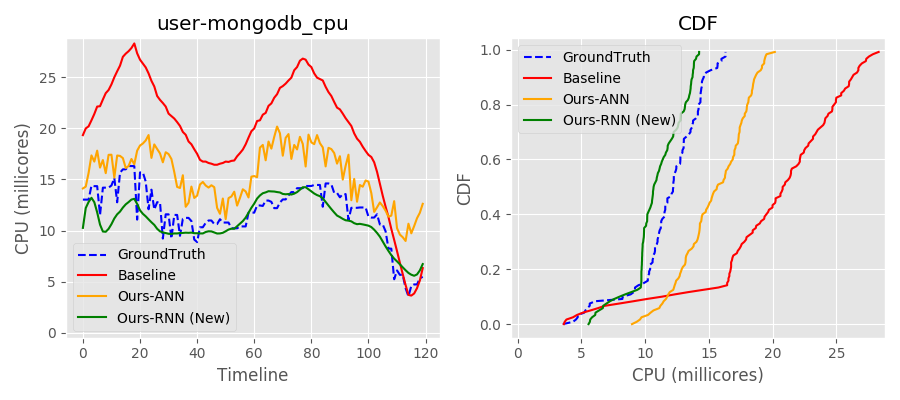 user-mongodb_cpu
CPU (millicores)
25
20
15
10
5
0
GroundTruth
Baseline
Ours-ANN
Ours-RNN (New)
0 20 40 60 80 100 120
Timeline
CDF
CDF
1.0
0.8
0.6
0.4
0.2
0.0
GroundTruth
Baseline
Ours-ANN
Ours-RNN (New)
0 5 10 15 20 25
CPU (millicores)